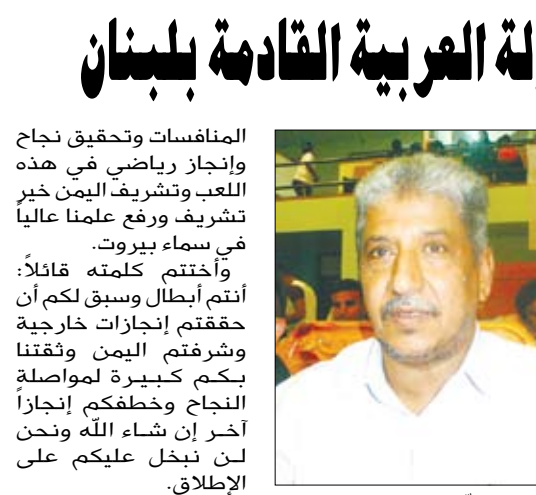 لة العربية القادمة بلبنان
المنافسات وتحقيق نجاح
وإنجاز رياضي في هذه
اللعب وتشريف اليمن خير
تشريف ورفع علمنا عالياً
في سماء بيروت.
وأختتم كلمته قائلاً:
أنتم أبطال وسبق لكم أن
حققتم إنجازات خارجية
وشرفتم اليمن وثقتنا
بكم كبيرة لمواصلة
النجاح وخطفكم إنجازاً
آخر إن شاء الله ونحن
لن نبخل عليكم على
الإطلاق.